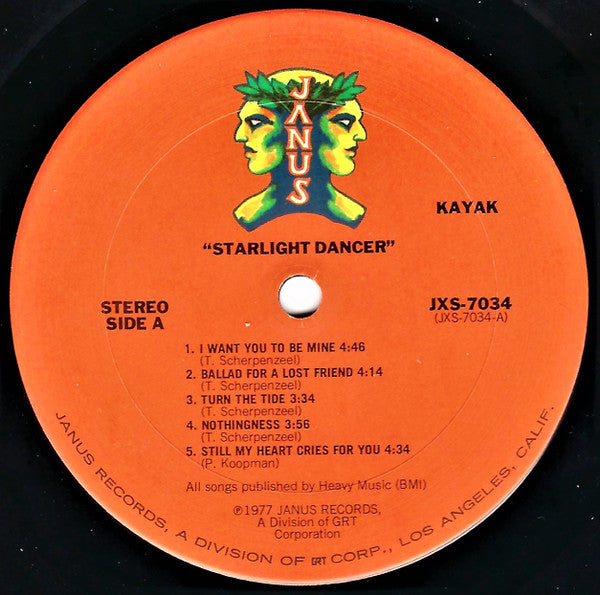 JANUS
KAYAK
"STARLIGHT DANCER"
STEREO
SIDE A
JXS-7034
(JXS-7034-A)
1. I WANT YOU TO BE MINE 4:46
(T. Scherpenzeel)
2. BALLAD FOR A LOST FRIEND 4:14
(T. Scherpenzeel)
3. TURN THE TIDE 3:34
(T. Scherpenzeel)
4. NOTHINGNESS 3:56
(T. Scherpenzeel)
5. STILL MY HEART CRIES FOR YOU 4:34
(P. Koopman)
All songs published by Heavy Music (BMI)
℗1977 JANUS RECORDS,
A Division of GRT
Corporation
JANUS RECORDS, A DIVISION OF GRT CORP., LOS ANGELES, CALIF.